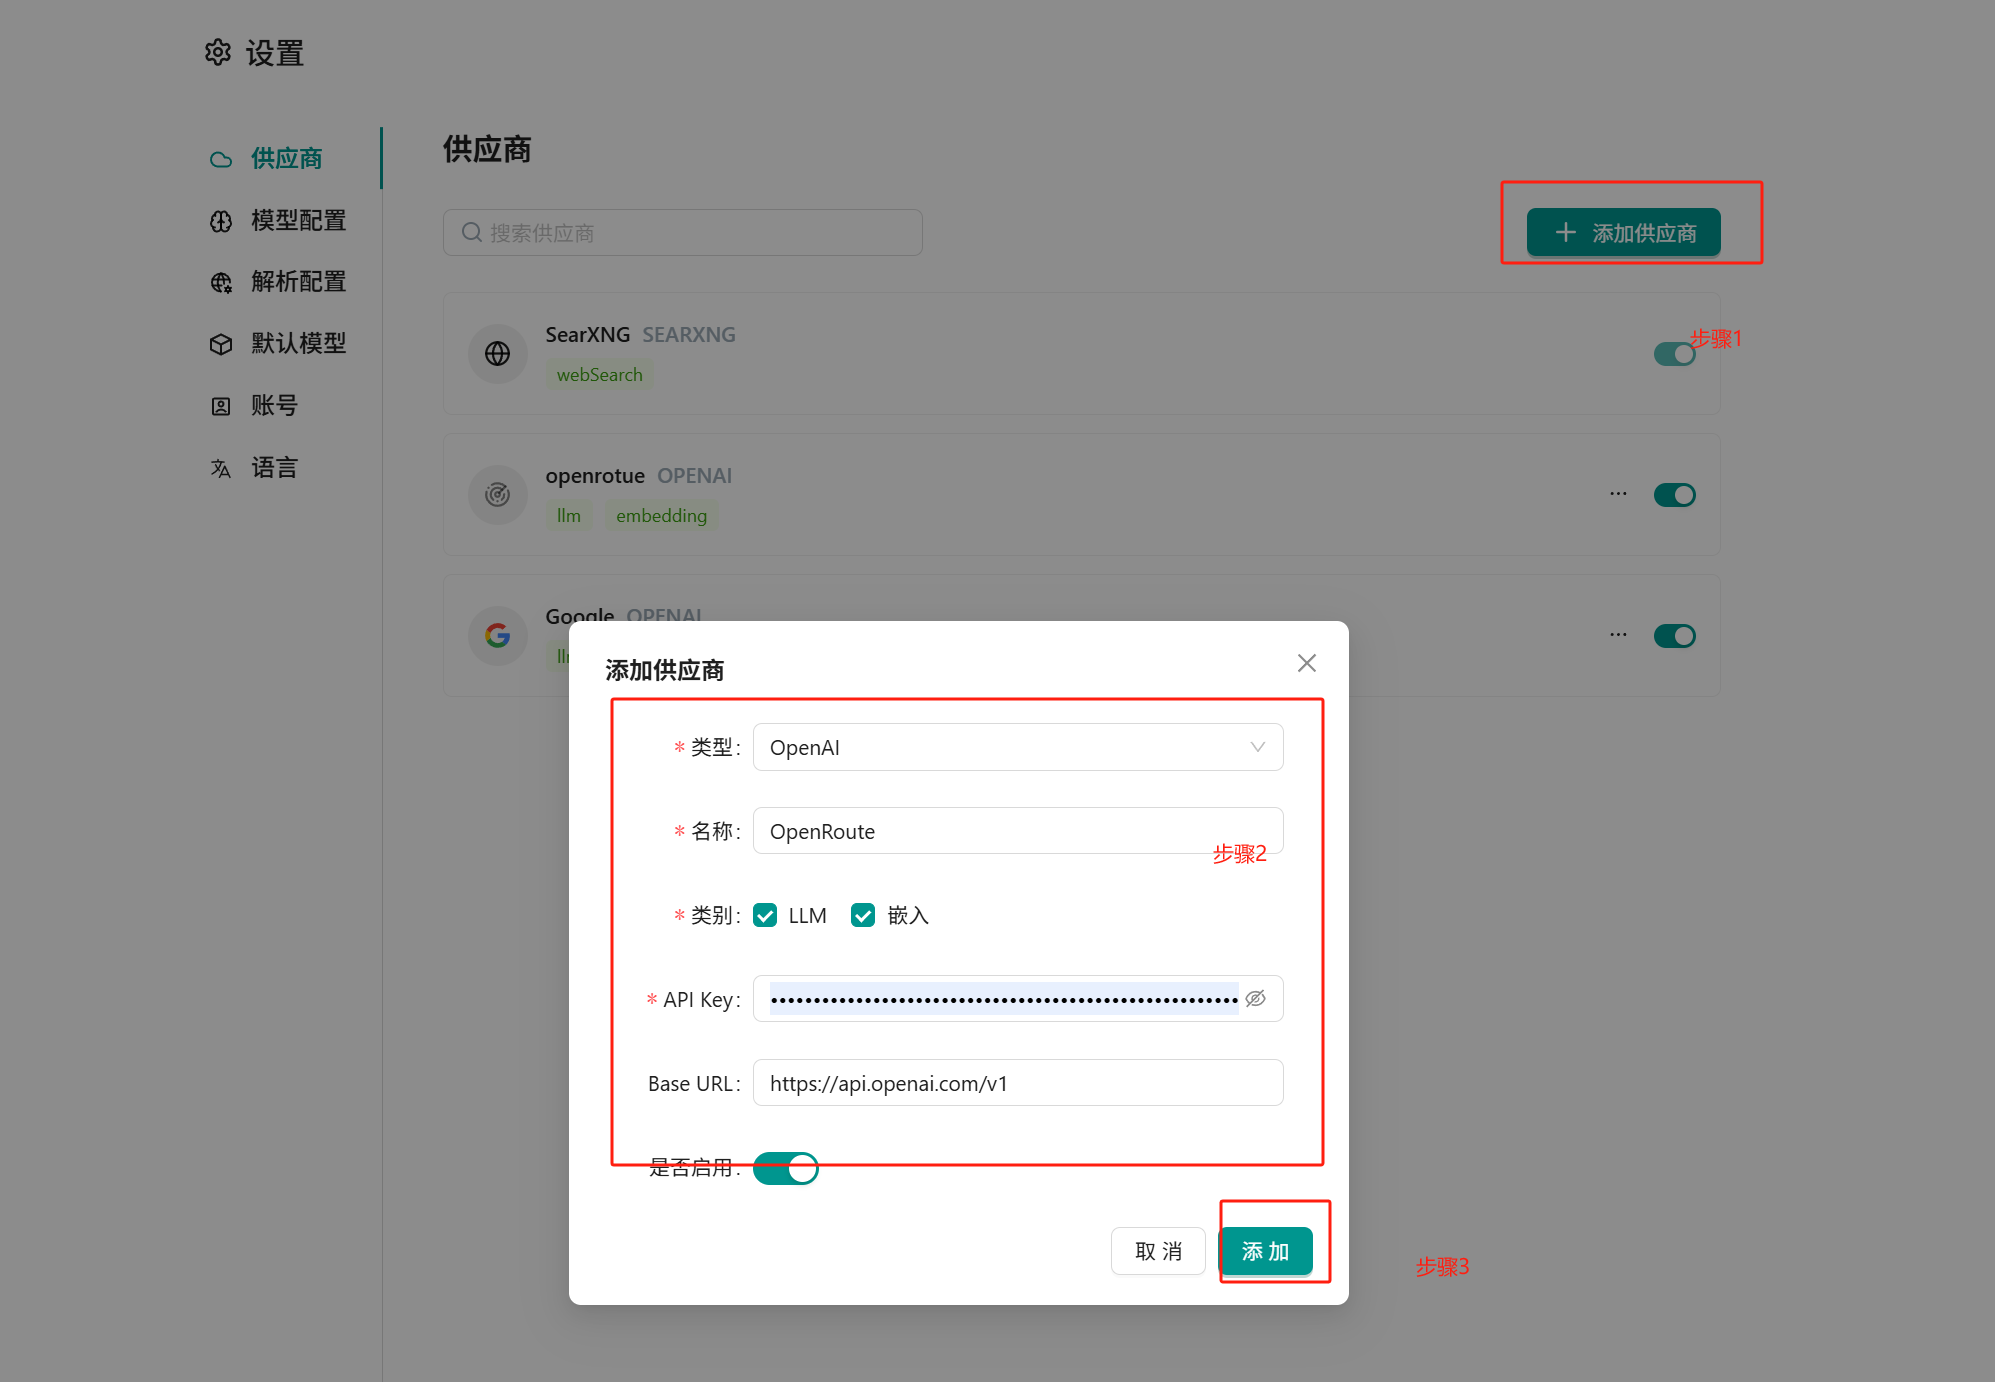 设置
供应商
模型配置
解析配置
默认模型
账号
语言
供应商
搜索供应商
添加供应商
SearXNG SEARXNG
webSearch
步骤1
openrotue OPENAI
llm embedding
Google OPENAI
添加供应商
* 类型: OpenAI
* 名称: OpenRoute
步骤2
* 类别: LLM 嵌入
* API Key:
Base URL: https://api.openai.com/v1
是否启用:
取 消 添 加
步骤3